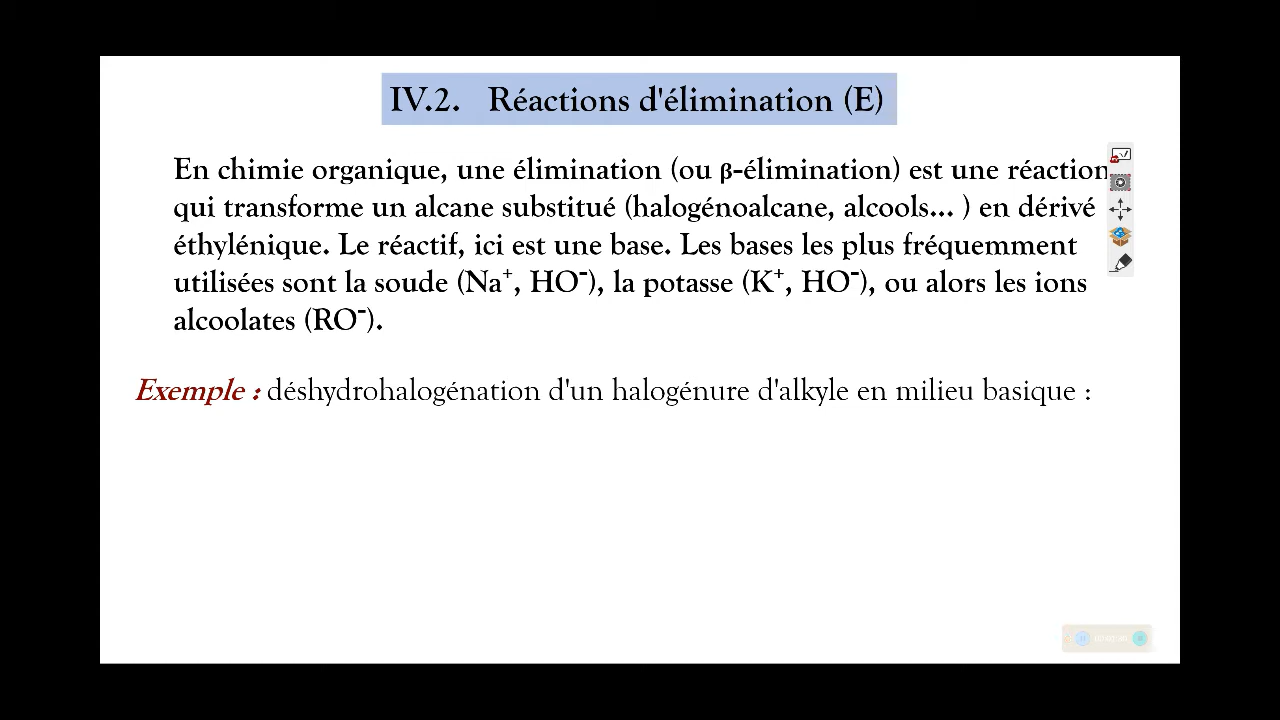 IV.2. Réactions d'élimination (E)
En chimie organique, une élimination (ou β-élimination) est une réaction
qui transforme un alcane substitué (halogénoalcane, alcools... ) en dérivé
éthylénique. Le réactif, ici est une base. Les bases les plus fréquemment
utilisées sont la soude (Na⁺, HO⁻), la potasse (K⁺, HO⁻), ou alors les ions
alcoolates (RO⁻).
Exemple : déshydrohalogénation d'un halogénure d'alkyle en milieu basique :